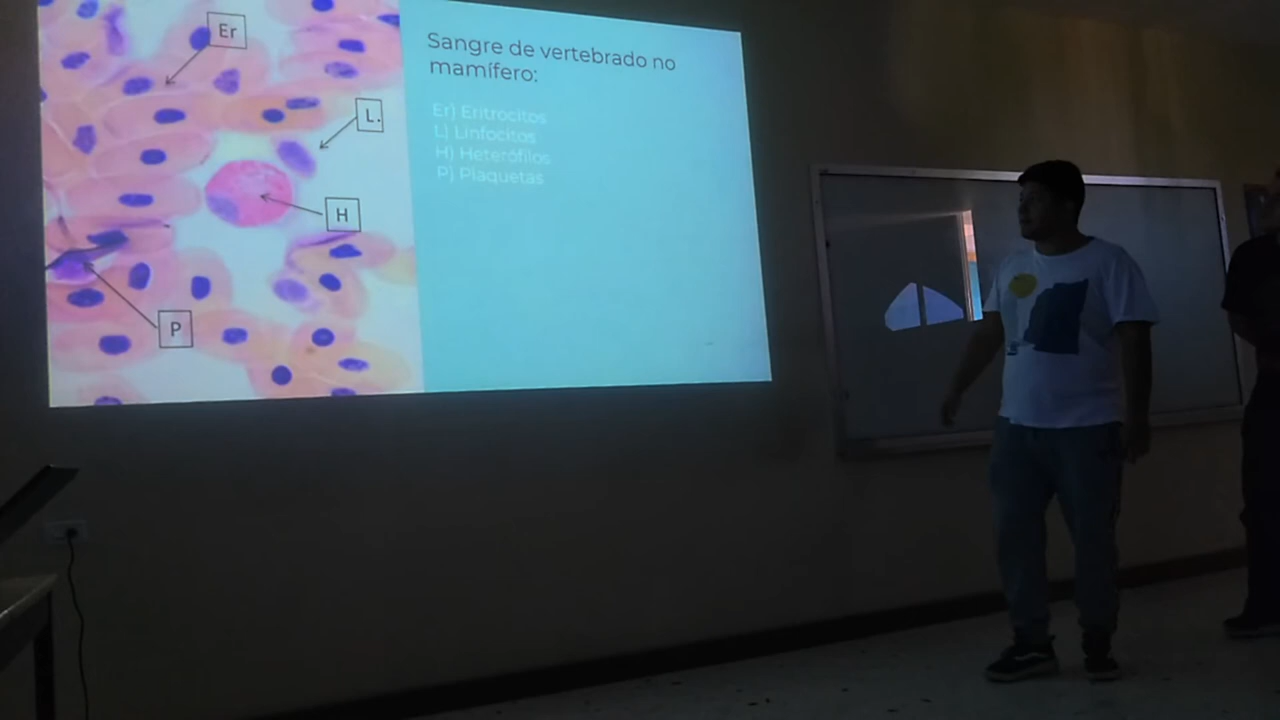 Er
L.
H
P
Sangre de vertebrado no
mamífero:
Er) Eritrocitos
L) Linfocitos
H) Heterófilos
P) Plaquetas